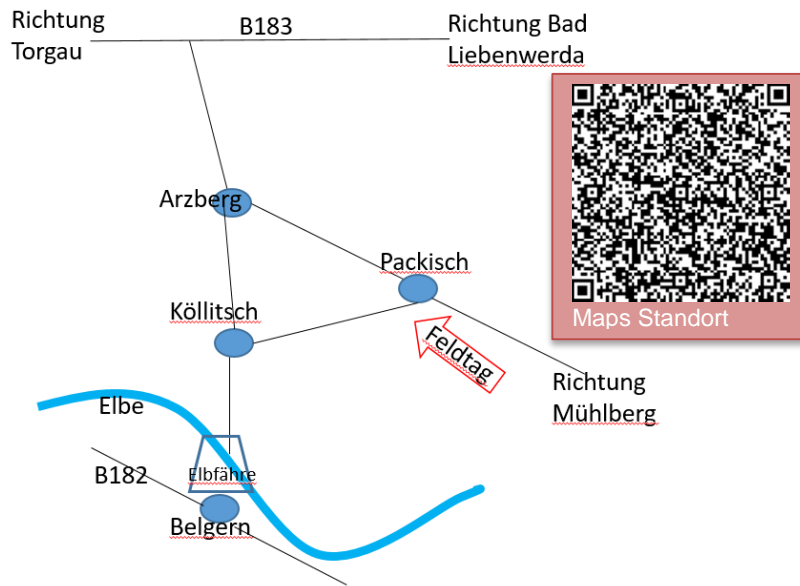 Richtung
Torgau
B183
Richtung Bad
Liebenwerda
Arzberg
Packisch
Maps Standort
Köllitsch
Feldtag
Richtung
Mühlberg
Elbe
B182
Elbfähre
Belgern